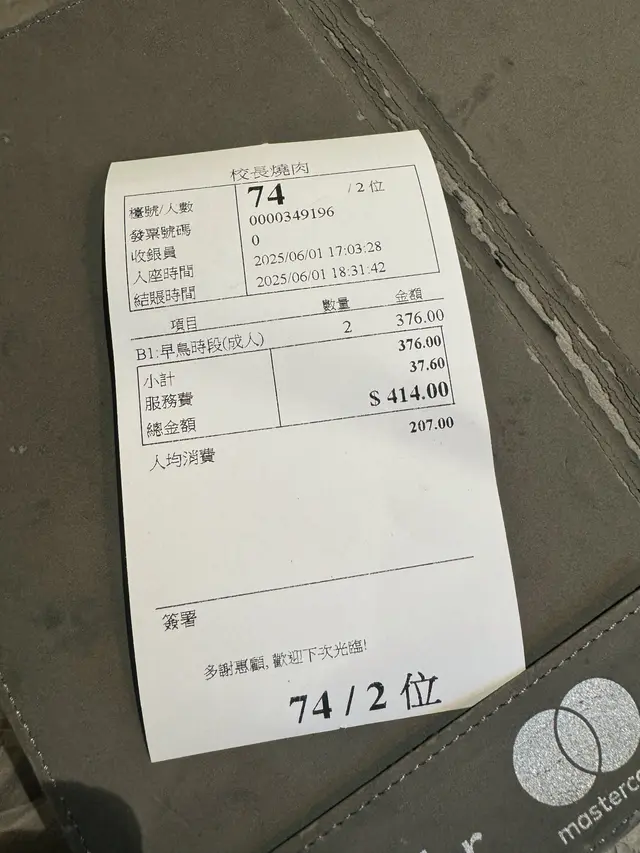 校長燒肉
檯號/人數 74 /2 位
發票號碼 0000349196
收銀員 0
入座時間 2025/06/01 17:03:28
結賬時間 2025/06/01 18:31:42
項目 數量 金額
B1:早鳥時段(成人) 2 376.00
小計 376.00
服務費 37.60
總金額 $ 414.00
人均消費 207.00
簽署
多謝惠顧, 歡迎下次光臨!
74 / 2 位